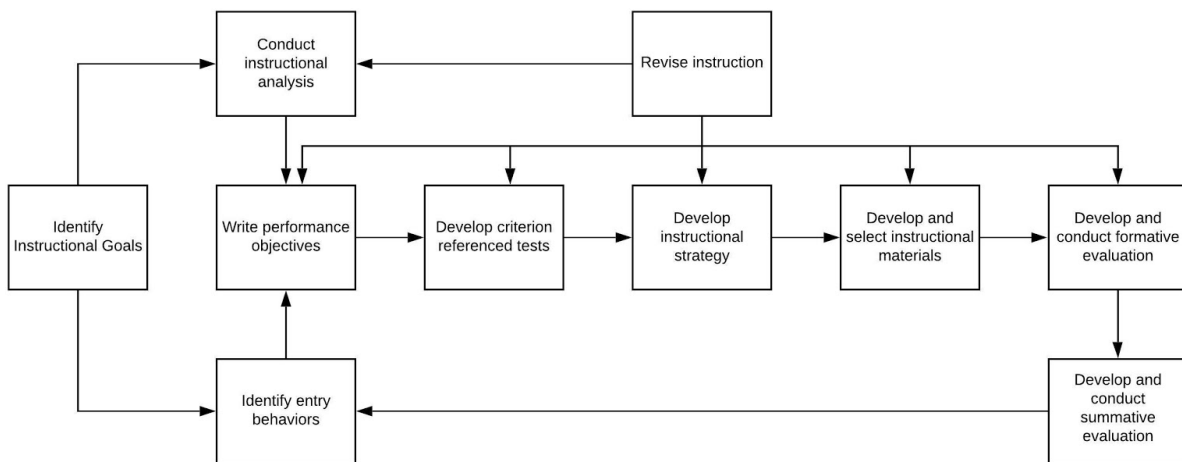 Conduct
instructional
analysis
Revise instruction
Identify
Instructional Goals
Write performance
objectives
Develop criterion
referenced tests
Develop
instructional
strategy
Develop and
select instructional
materials
Develop and
conduct formative
evaluation
Identify entry
behaviors
Develop and
conduct
summative
evaluation